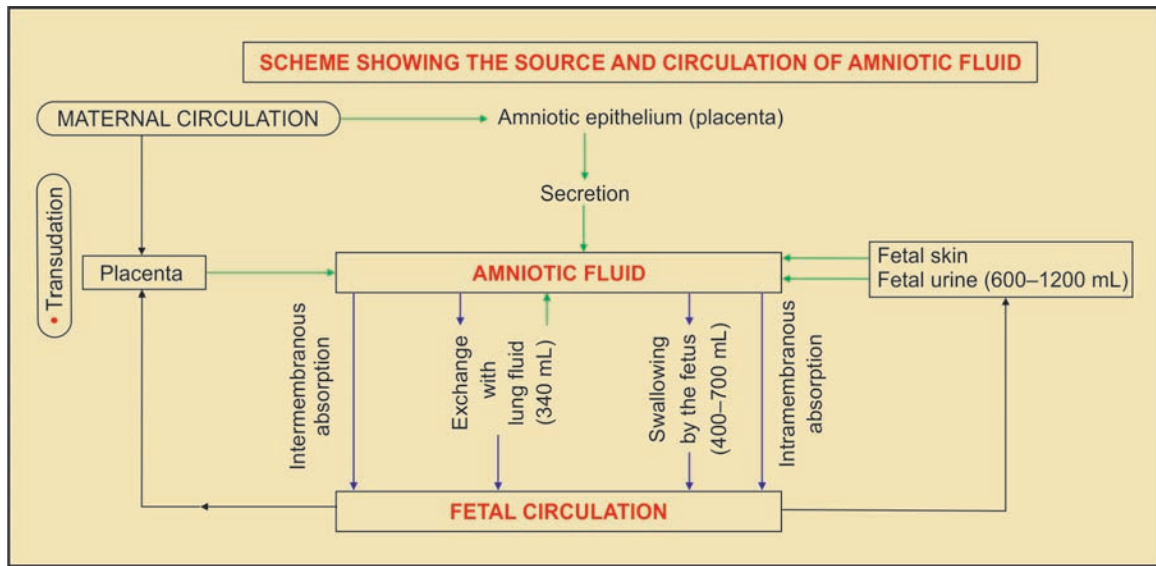 SCHEME SHOWING THE SOURCE AND CIRCULATION OF AMNIOTIC FLUID
MATERNAL CIRCULATION
Amniotic epithelium (placenta)
Secretion
• Transudation
Placenta
AMNIOTIC FLUID
Fetal skin
Fetal urine (600–1200 mL)
Intermembranous
absorption
Exchange
with
lung fluid
(340 mL)
Swallowing
by the fetus
(400–700 mL)
Intramembranous
absorption
FETAL CIRCULATION